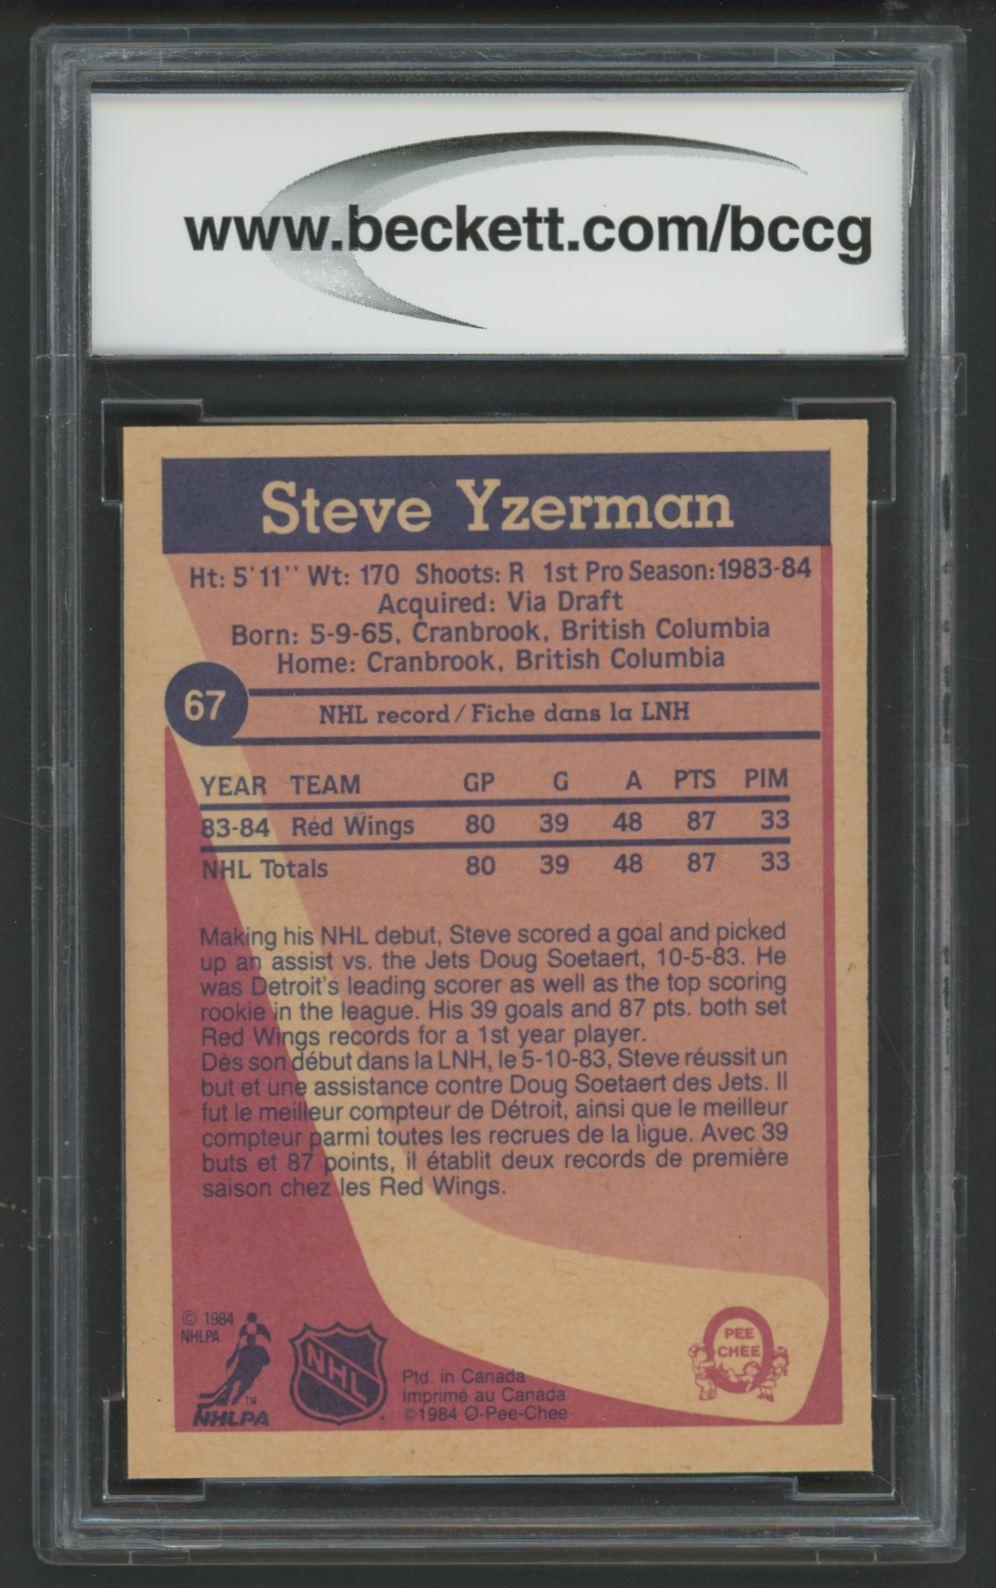 www.beckett.com/bccg
Steve Yzerman
Ht: 5'11'' Wt: 170 Shoots: R 1st Pro Season: 1983-84
Acquired: Via Draft
Born: 5-9-65, Cranbrook, British Columbia
Home: Cranbrook, British Columbia
67
NHL record / Fiche dans la LNH
YEAR TEAM GP G A PTS PIM
83-84 Red Wings 80 39 48 87 33
NHL Totals 80 39 48 87 33
Making his NHL debut, Steve scored a goal and picked
up an assist vs. the Jets Doug Soetaert, 10-5-83. He
was Detroit's leading scorer as well as the top scoring
rookie in the league. His 39 goals and 87 pts. both set
Red Wings records for a 1st year player.
Dès son début dans la LNH, le 5-10-83, Steve réussit un
but et une assistance contre Doug Soetaert des Jets. Il
fut le meilleur compteur de Détroit, ainsi que le meilleur
compteur parmi toutes les recrues de la ligue. Avec 39
buts et 87 points, il établit deux records de première
saison chez les Red Wings.
© 1984
NHLPA
TM
NHLPA
NHL
Ptd. in Canada
Imprimé au Canada
©1984 O-Pee-Chee
O
PEE
CHEE